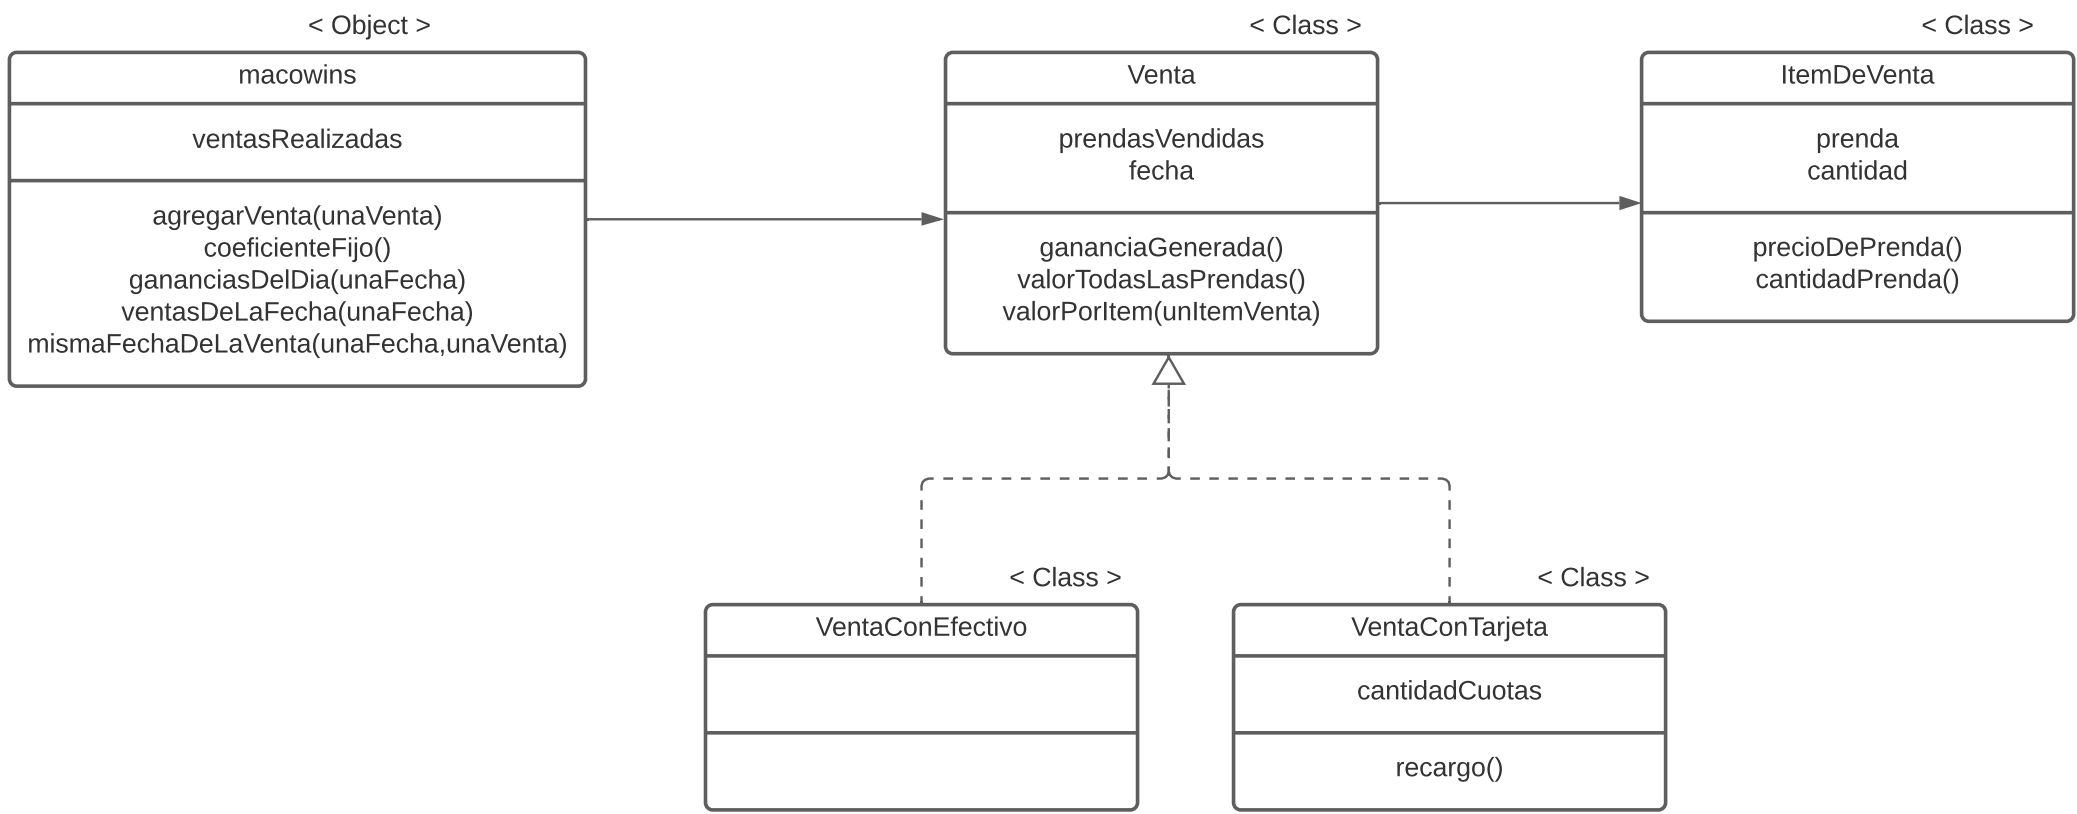 < Object >
macowins
ventasRealizadas
agregarVenta(unaVenta)
coeficienteFijo()
gananciasDelDia(unaFecha)
ventasDeLaFecha(unaFecha)
mismaFechaDeLaVenta(unaFecha,unaVenta)
< Class >
Venta
prendasVendidas
fecha
gananciaGenerada()
valorTodasLasPrendas()
valorPorItem(unItemVenta)
< Class >
ItemDeVenta
prenda
cantidad
precioDePrenda()
cantidadPrenda()
< Class >
VentaConEfectivo
< Class >
VentaConTarjeta
cantidadCuotas
recargo()